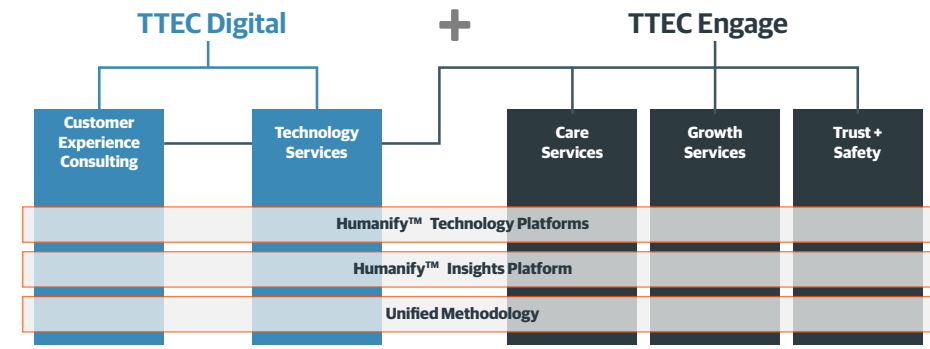 TTEC Digital
TTEC Engage
Customer
Experience
Consulting
Technology
Services
Care
Services
Growth
Services
Trust +
Safety
Humanify™ Technology Platforms
Humanify™ Insights Platform
Unified Methodology